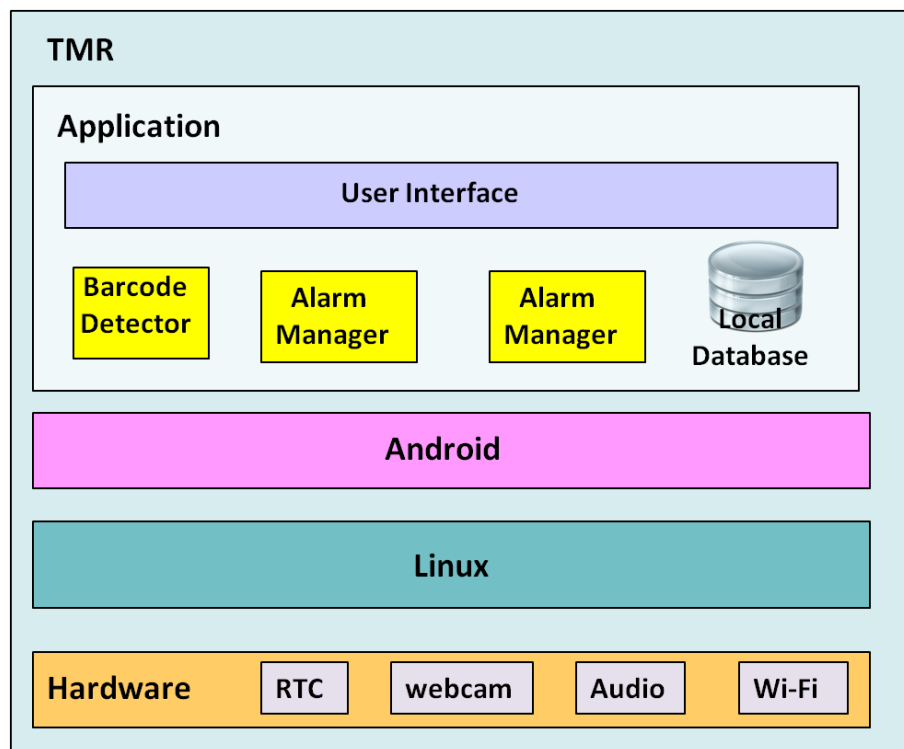 TMR
Application
User Interface
Barcode
Detector
Alarm
Manager
Alarm
Manager
Local
Database
Android
Linux
Hardware
RTC
webcam
Audio
Wi-Fi